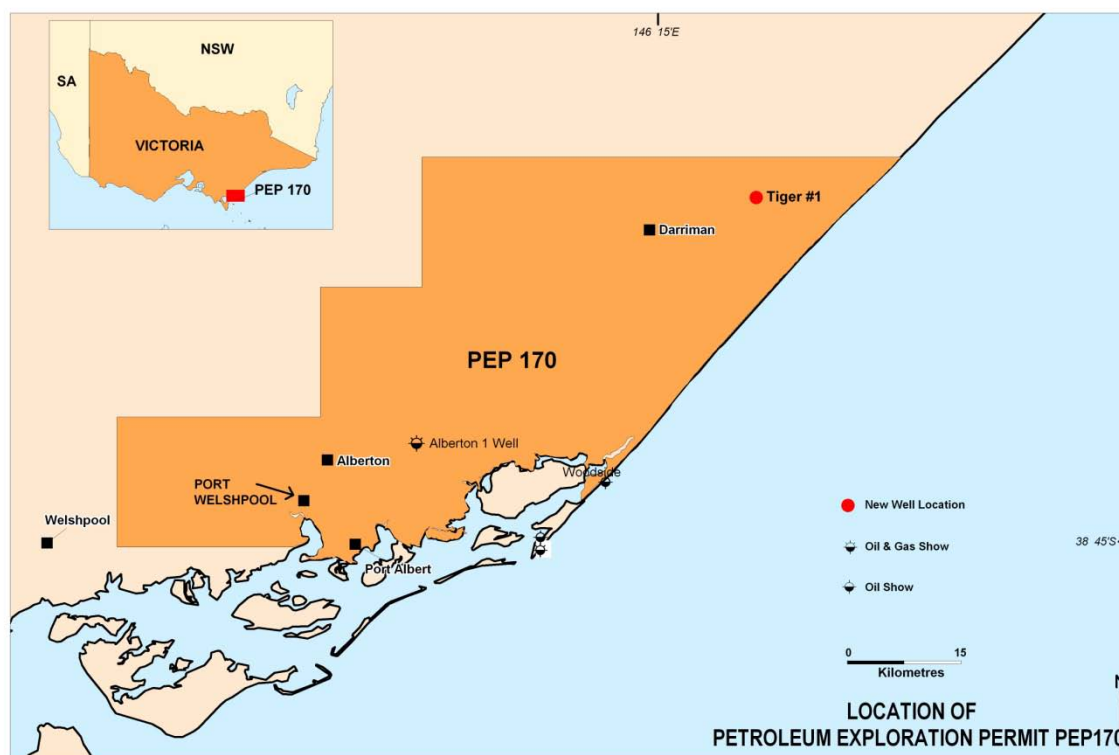 146 15'E
NSW
SA
VICTORIA
PEP 170
Tiger #1
Darriman
PEP 170
Alberton 1 Well
Alberton
Woodside
PORT
WELSHPOOL
Welshpool
New Well Location
Oil & Gas Show
38 45'S
Port Albert
Oil Show
0 15
Kilometres
N
LOCATION OF
PETROLEUM EXPLORATION PERMIT PEP170